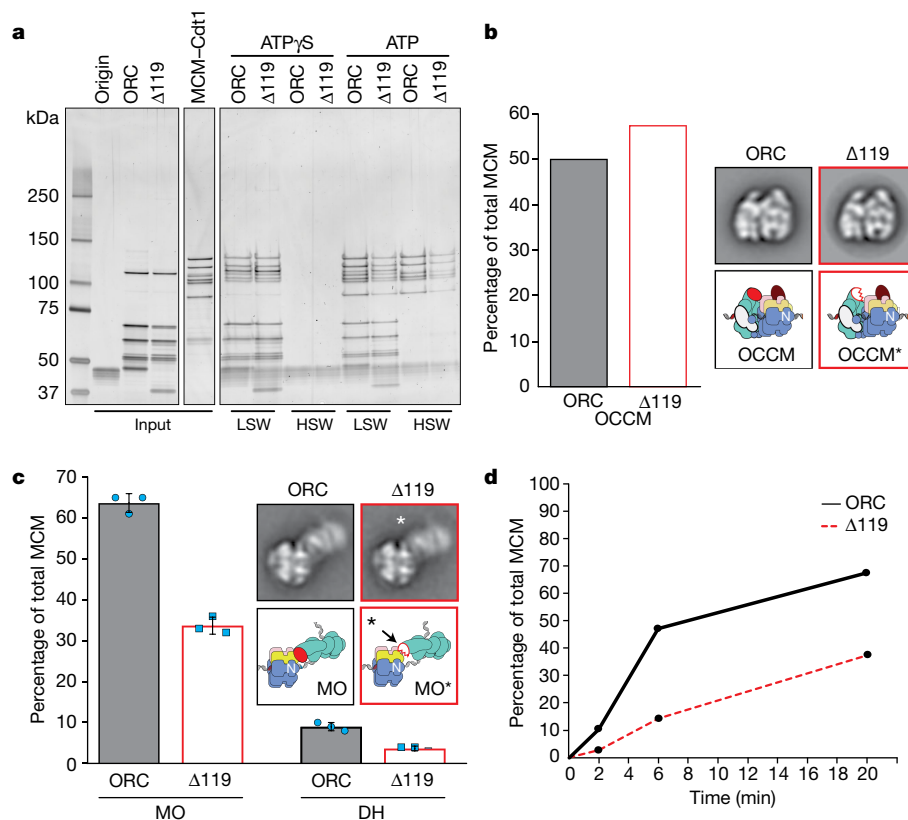 a
ATPγS
ATP
Origin
ORC
Δ119
MCM–Cdt1
ORC
Δ119
ORC
Δ119
ORC
Δ119
ORC
Δ119
kDa
250
150
100
75
50
37
Input
LSW
HSW
LSW
HSW
b
Percentage of total MCM
60
50
40
30
20
10
0
ORC
Δ119
OCCM
ORC
Δ119
N
OCCM
N
OCCM*
c
Percentage of total MCM
70
60
50
40
30
20
10
0
ORC
Δ119
*
N
MO
*
N
MO*
ORC
Δ119
ORC
Δ119
MO
DH
d
Percentage of total MCM
100
90
80
70
60
50
40
30
20
10
0
ORC
Δ119
0 2 4 6 8 10 12 14 16 18 20
Time (min)